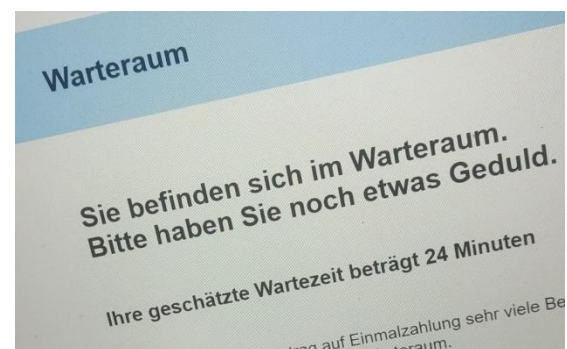 Warteraum
Sie befinden sich im Warteraum.
Bitte haben Sie noch etwas Geduld.
Ihre geschätzte Wartezeit beträgt 24 Minuten
auf Einmalzahlung sehr viele